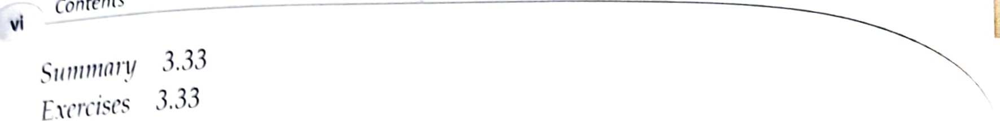 Contents
vi
Summary 3.33
Exercises 3.33